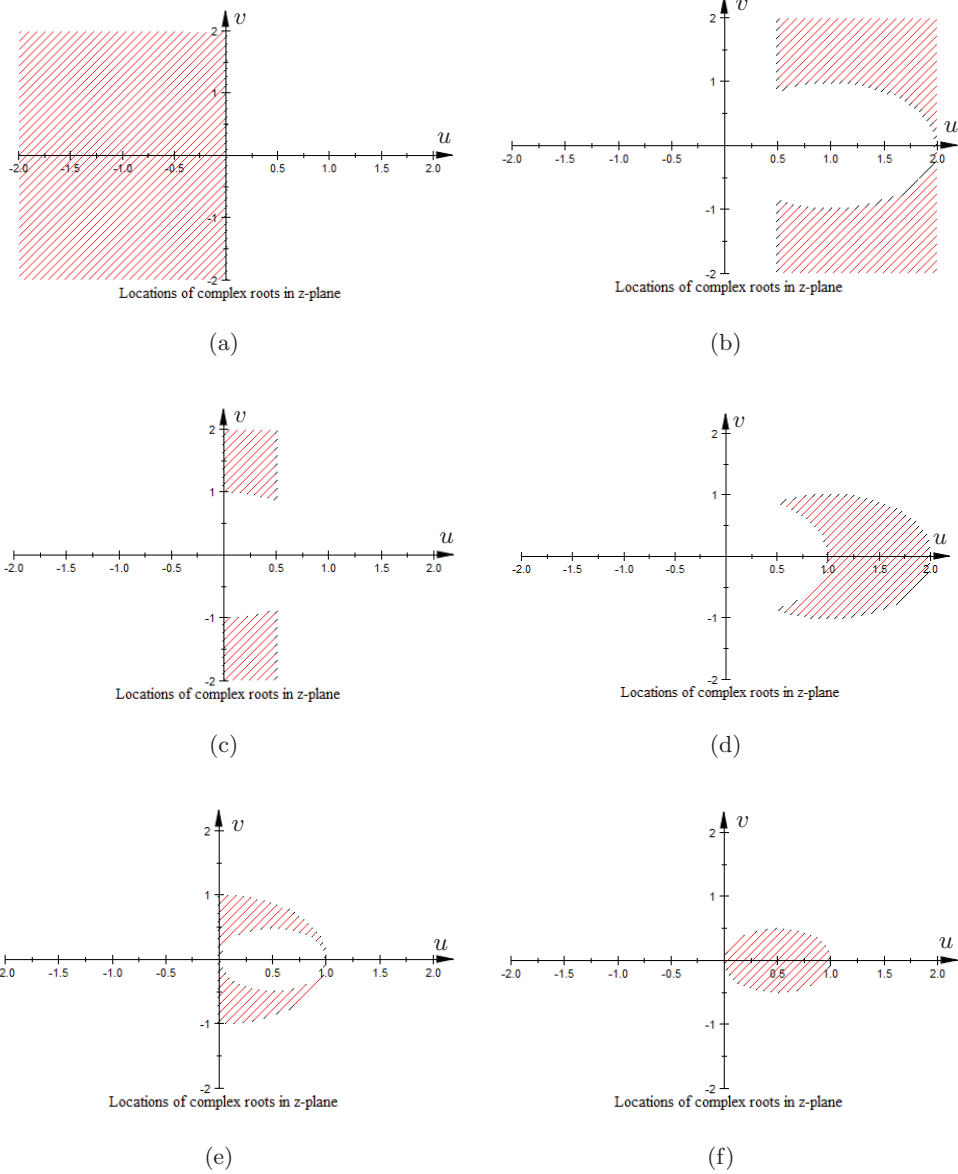 v
2
1
u
-2.0 -1.5 -1.0 -0.5 0.5 1.0 1.5 2.0
-1
-2
Locations of complex roots in z-plane
(a)
v
2
1
u
-2.0 -1.5 -1.0 -0.5 0.5 1.0 1.5 2.0
-1
-2
Locations of complex roots in z-plane
(b)
v
2
1
u
-2.0 -1.5 -1.0 -0.5 0.5 1.0 1.5 2.0
-1
-2
Locations of complex roots in z-plane
(c)
v
2
1
u
-2.0 -1.5 -1.0 -0.5 0.5 1.0 1.5 2.0
-1
-2
Locations of complex roots in z-plane
(d)
v
2
1
u
2.0 -1.5 -1.0 -0.5 0.5 1.0 1.5 2.0
-1
-2
Locations of complex roots in z-plane
(e)
v
2
1
u
-2.0 -1.5 -1.0 -0.5 0.5 1.0 1.5 2.0
-1
-2
Locations of complex roots in z-plane
(f)